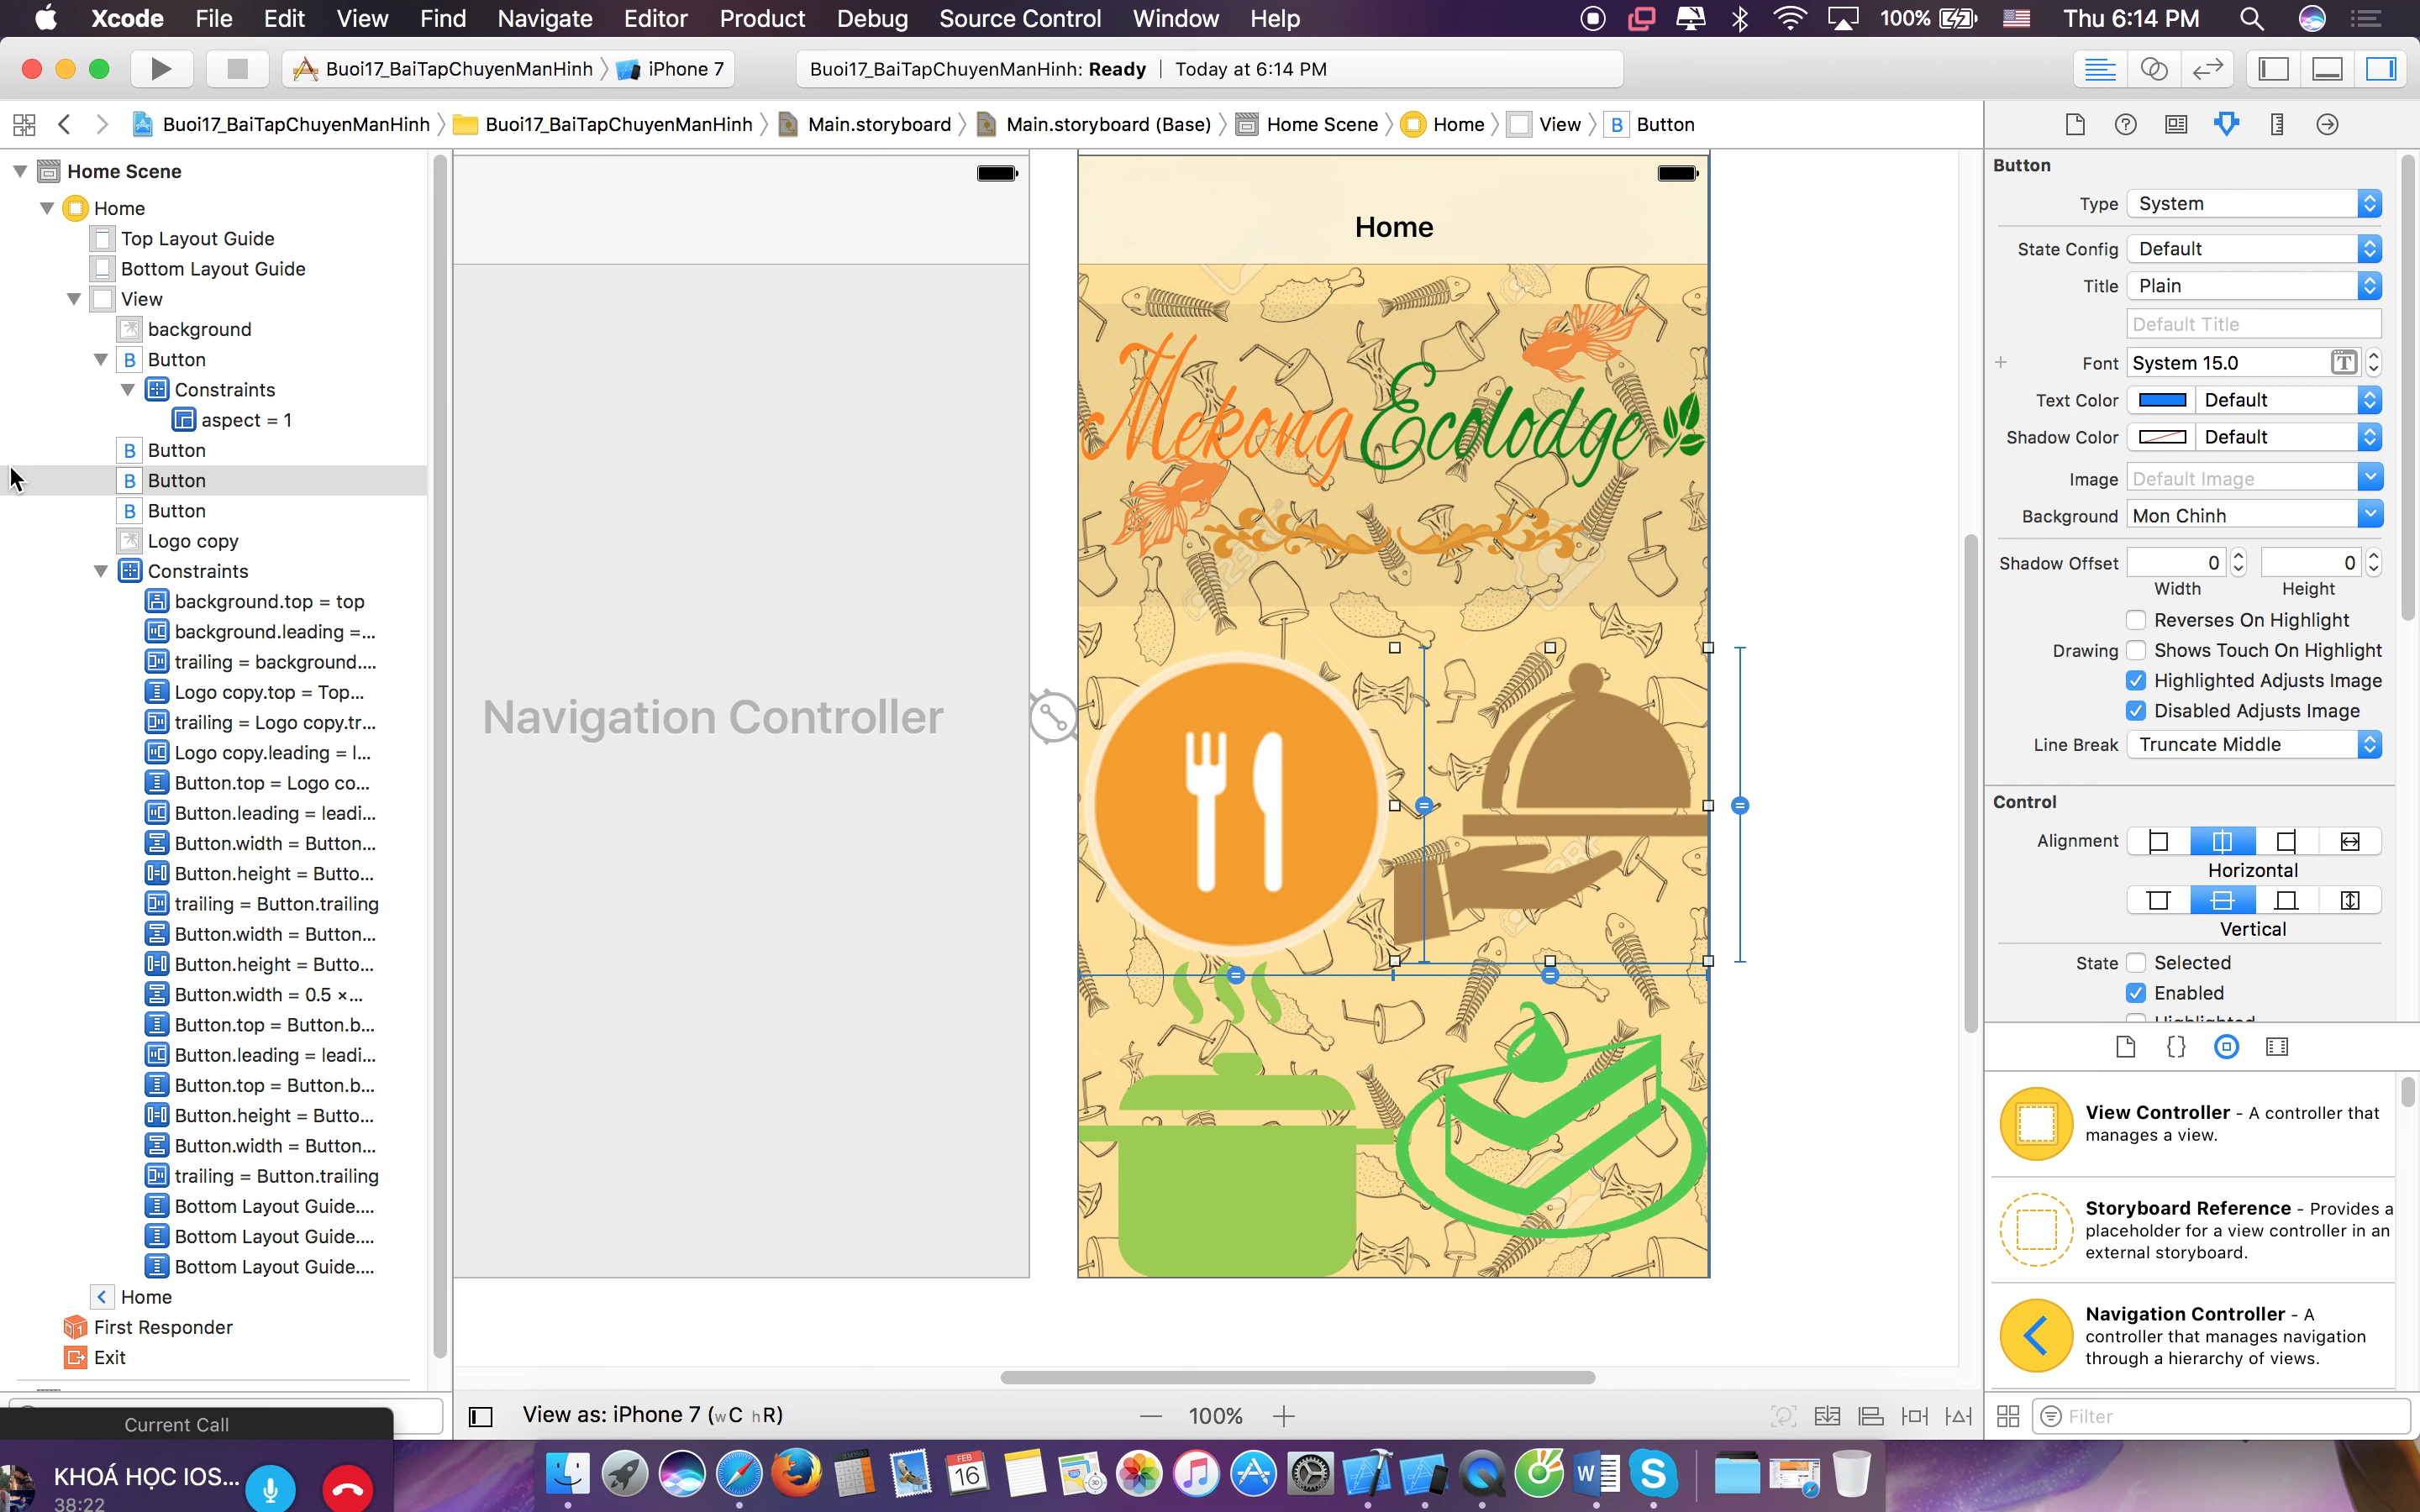 Xcode File Edit View Find Navigate Editor Product Debug Source Control Window Help 100% Thu 6:14 PM
Buoi17_BaiTapChuyenManHinh iPhone 7 Buoi17_BaiTapChuyenManHinh: Ready Today at 6:14 PM
Buoi17_BaiTapChuyenManHinh Buoi17_BaiTapChuyenManHinh Main.storyboard Main.storyboard (Base) Home Scene Home View B Button
Home Scene
Home
Top Layout Guide
Bottom Layout Guide
View
background
B Button
Constraints
aspect = 1
B Button
B Button
B Button
Logo copy
Constraints
background.top = top
background.leading =...
trailing = background....
Logo copy.top = Top...
trailing = Logo copy.tr...
Logo copy.leading = l...
Button.top = Logo co...
Button.leading = leadi...
Button.width = Button...
Button.height = Butto...
trailing = Button.trailing
Button.width = Button...
Button.height = Butto...
Button.width = 0.5 ×...
Button.top = Button.b...
Button.leading = leadi...
Button.top = Button.b...
Button.height = Butto...
Button.width = Button...
trailing = Button.trailing
Bottom Layout Guide....
Bottom Layout Guide....
Bottom Layout Guide....
Home
First Responder
Exit
Navigation Controller
Home
Mekong Ecolodge
View as: iPhone 7 (wC hR)
100%
Button
Type System
State Config Default
Title Plain
Default Title
Font System 15.0
Text Color Default
Shadow Color Default
Image Default Image
Background Mon Chinh
Shadow Offset 0 0
Width Height
Reverses On Highlight
Drawing Shows Touch On Highlight
Highlighted Adjusts Image
Disabled Adjusts Image
Line Break Truncate Middle
Control
Alignment
Horizontal
Vertical
State Selected
Enabled
Highlighted
View Controller - A controller that
manages a view.
Storyboard Reference - Provides a
placeholder for a view controller in an
external storyboard.
Navigation Controller - A
controller that manages navigation
through a hierarchy of views.
Filter
Current Call
KHOÁ HỌC IOS...
38:22
FEB
16